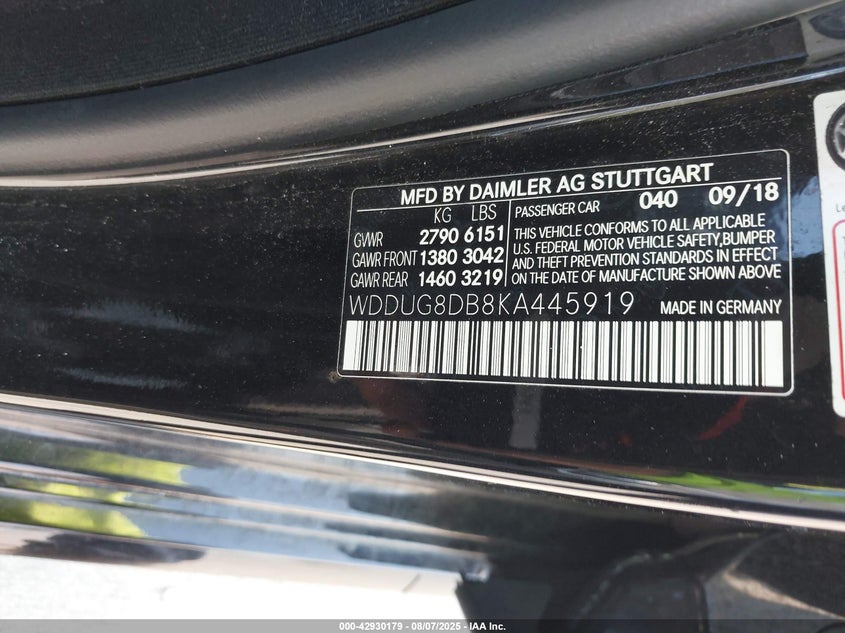 MFD BY DAIMLER AG STUTTGART
KG LBS
GVWR 2790 6151
GAWR FRONT 1380 3042
GAWR REAR 1460 3219
PASSENGER CAR 040 09/18
THIS VEHICLE CONFORMS TO ALL APPLICABLE
U.S. FEDERAL MOTOR VEHICLE SAFETY,BUMPER
AND THEFT PREVENTION STANDARDS IN EFFECT
ON THE DATE OF MANUFACTURE SHOWN ABOVE
WDDUG8DB8KA445919 MADE IN GERMANY
000-42930179 - 08/07/2025 - IAA Inc.